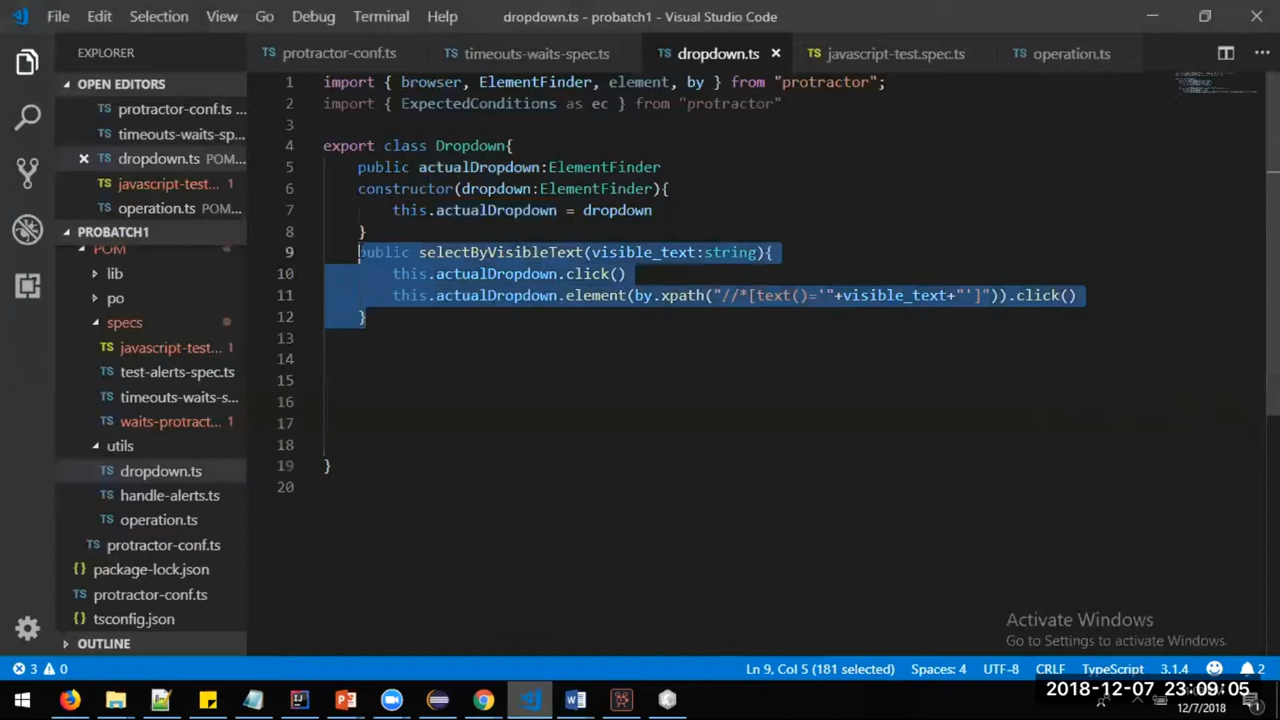 File Edit Selection View Go Debug Terminal Help dropdown.ts - probatch1 - Visual Studio Code
EXPLORER
OPEN EDITORS
protractor-conf.ts ...
timeouts-waits-sp...
dropdown.ts POM...
javascript-test... 1
operation.ts POM...
PROBATCH1
POM
lib
po
specs
javascript-test... 1
test-alerts-spec.ts
timeouts-waits-s...
waits-protract... 1
utils
dropdown.ts
handle-alerts.ts
operation.ts
protractor-conf.ts
package-lock.json
protractor-conf.ts
tsconfig.json
OUTLINE
protractor-conf.ts timeouts-waits-spec.ts dropdown.ts javascript-test.spec.ts operation.ts
1 import { browser, ElementFinder, element, by } from "protractor";
2 import { ExpectedConditions as ec } from "protractor"
3
4 export class Dropdown{
5 public actualDropdown:ElementFinder
6 constructor(dropdown:ElementFinder){
7 this.actualDropdown = dropdown
8 }
9 public selectByVisibleText(visible_text:string){
10 this.actualDropdown.click()
11 this.actualDropdown.element(by.xpath("//*[text()='"+visible_text+"']")).click()
12 }
13
14
15
16
17
18
19 }
20
Activate Windows
Go to Settings to activate Windows.
3 0 Ln 9, Col 5 (181 selected) Spaces: 4 UTF-8 CRLF TypeScript 3.1.4 2
2018-12-07 23:09:05
12/7/2018 1